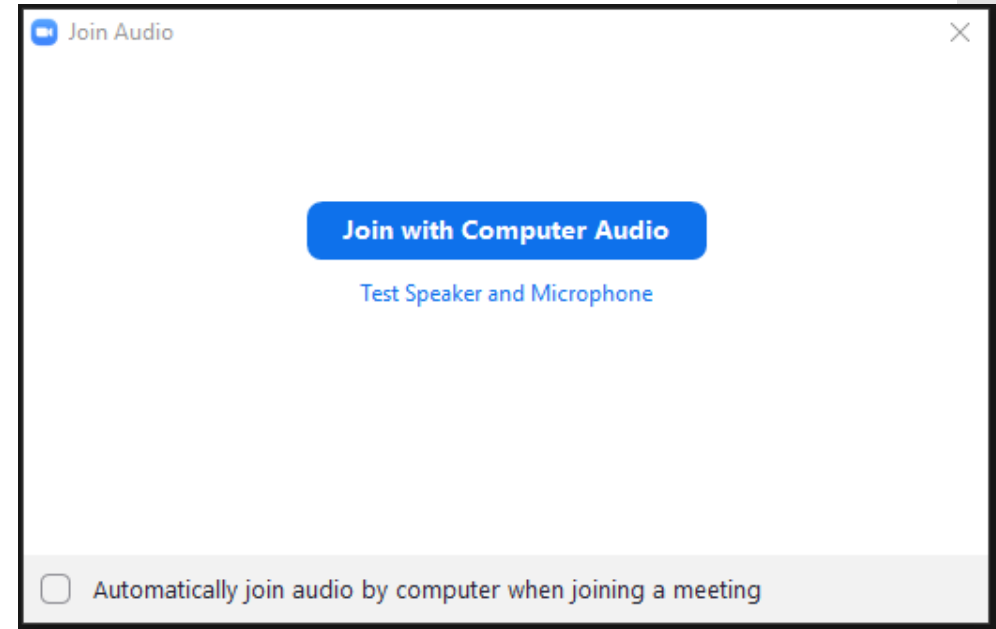 Join Audio
Join with Computer Audio
Test Speaker and Microphone
Automatically join audio by computer when joining a meeting